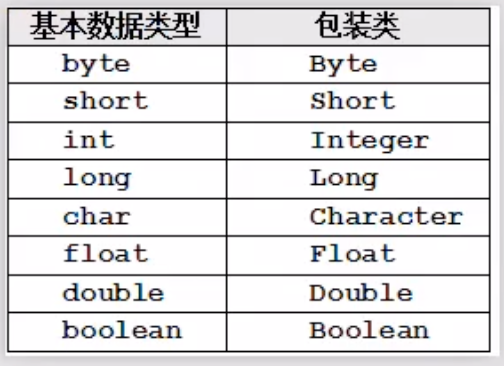 基本数据类型 包装类
byte Byte
short Short
int Integer
long Long
char Character
float Float
double Double
boolean Boolean